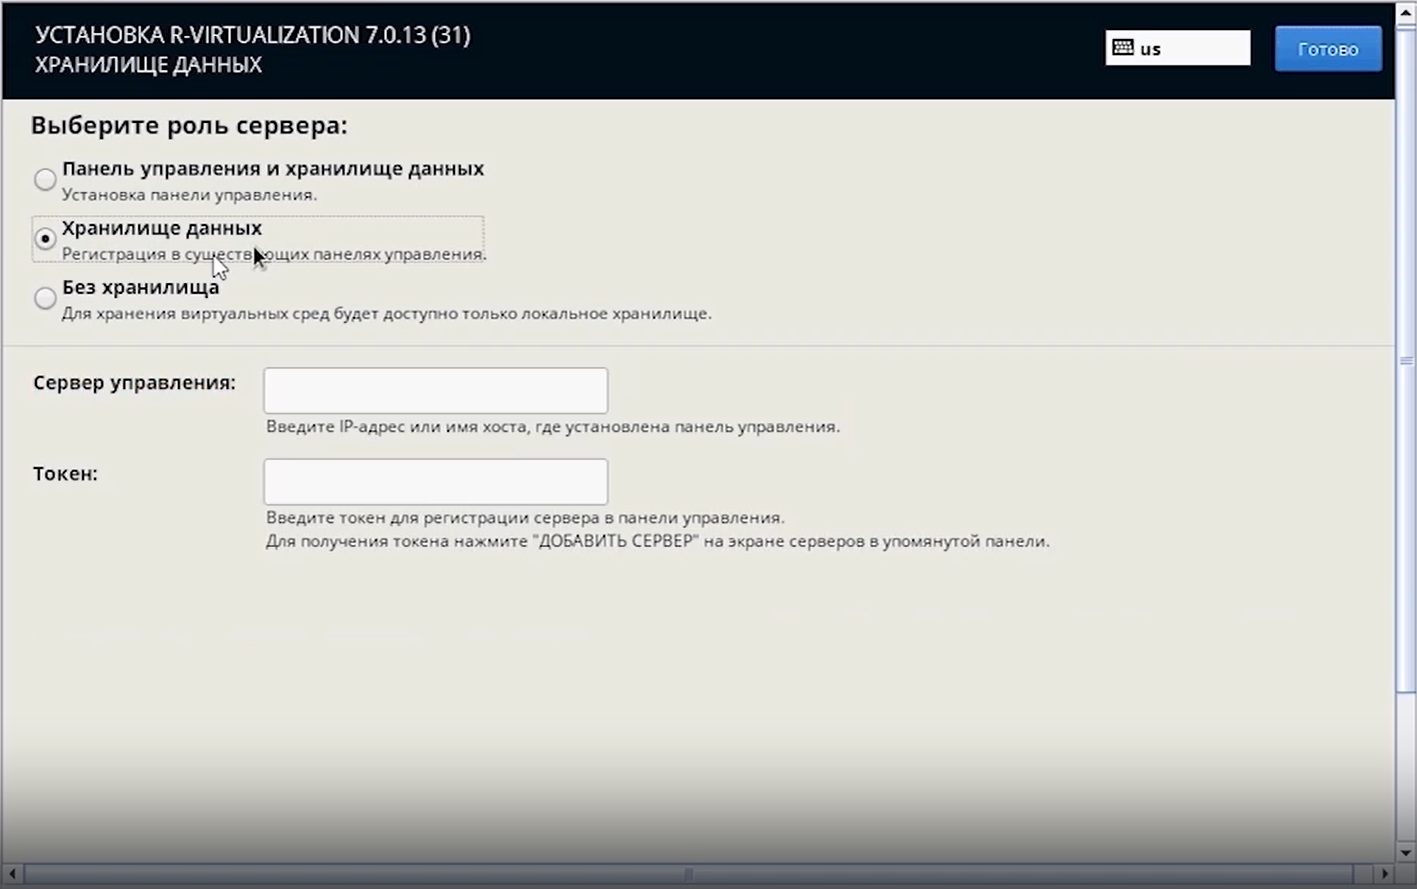 УСТАНОВКА R-VIRTUALIZATION 7.0.13 (31)
ХРАНИЛИЩЕ ДАННЫХ
us
Готово
Выберите роль сервера:
Панель управления и хранилище данных
Установка панели управления.
Хранилище данных
Регистрация в существующих панелях управления.
Без хранилища
Для хранения виртуальных сред будет доступно только локальное хранилище.
Сервер управления:
Введите IP-адрес или имя хоста, где установлена панель управления.
Токен:
Введите токен для регистрации сервера в панели управления.
Для получения токена нажмите "ДОБАВИТЬ СЕРВЕР" на экране серверов в упомянутой панели.